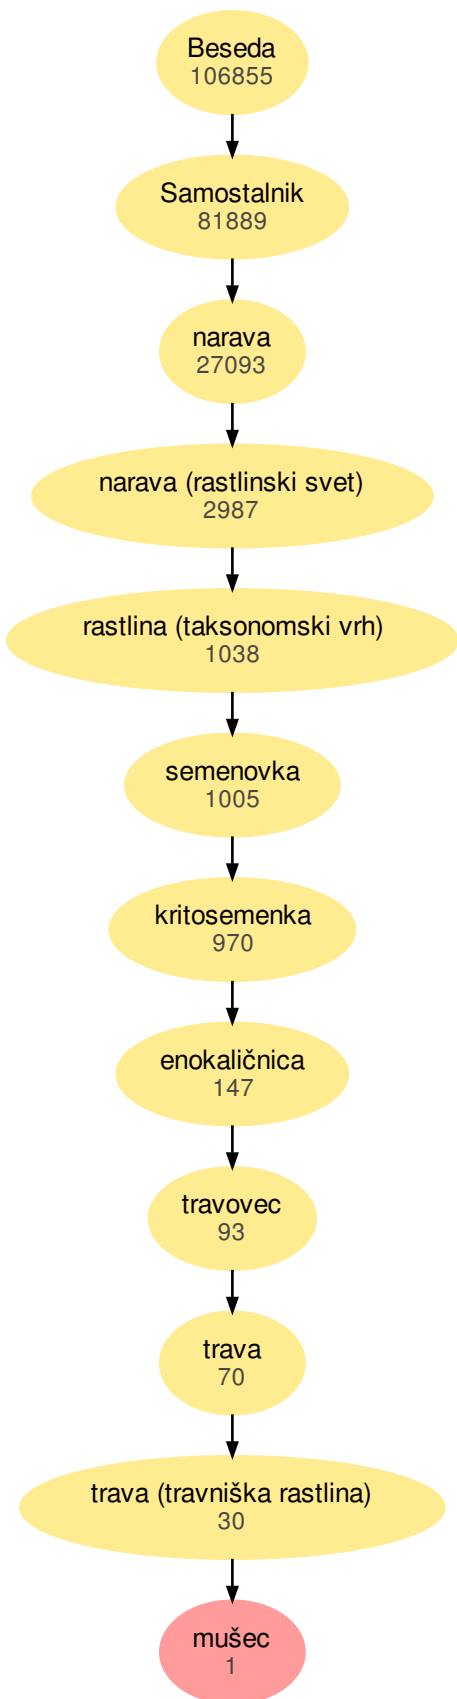 Beseda
106855
Samostalnik
81889
narava
27093
narava (rastlinski svet)
2987
rastlina (taksonomski vrh)
1038
semenovka
1005
kritosemenka
970
enokaličnica
147
travovec
93
trava
70
trava (travniška rastlina)
30
mušec
1